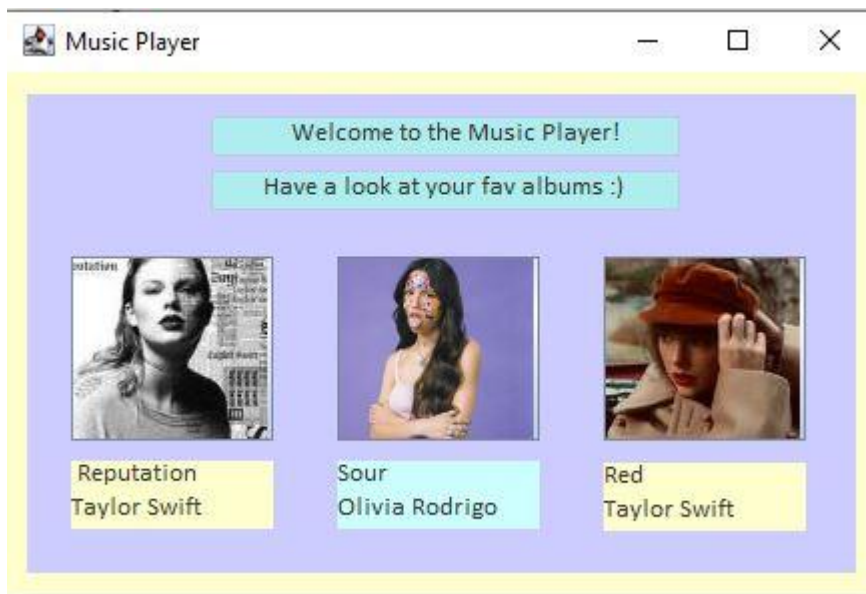 Music Player
Welcome to the Music Player!
Have a look at your fav albums :)
Reputation
Taylor Swift
Sour
Olivia Rodrigo
Red
Taylor Swift